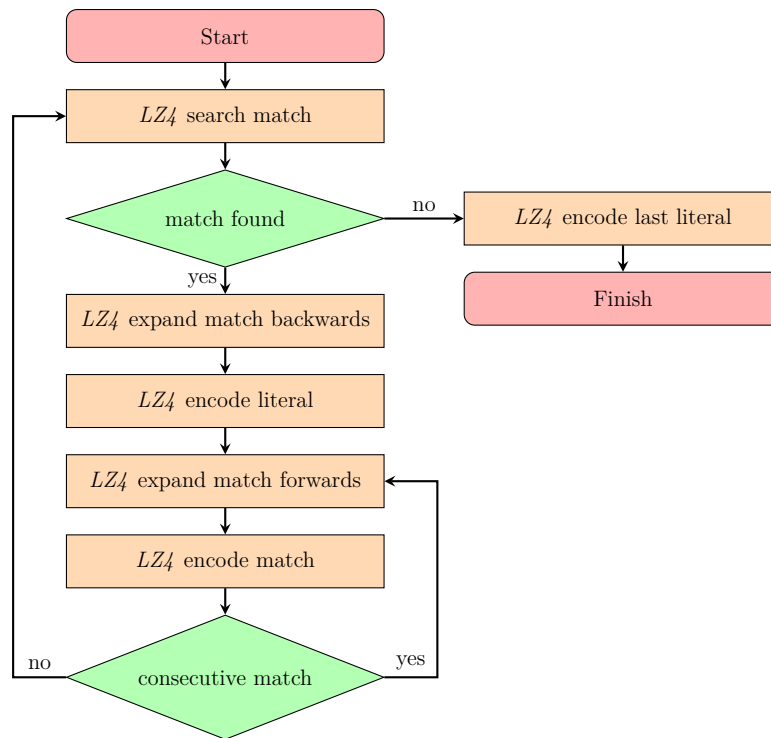 Start
LZ4 search match
match found
no
LZ4 encode last literal
yes
LZ4 expand match backwards
Finish
LZ4 encode literal
LZ4 expand match forwards
LZ4 encode match
no
consecutive match
yes